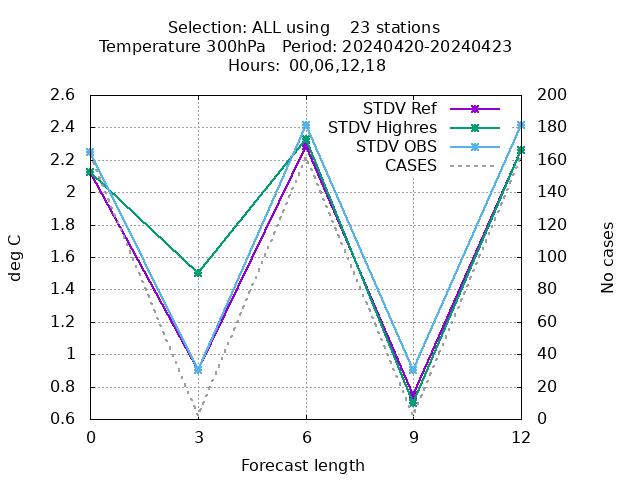 Selection: ALL using    23 stations
Temperature 300hPa   Period: 20240420-20240423
Hours: 00,06,12,18
2.6 200
STDV Ref
2.4 STDV Highres 180
STDV OBS
2.2 CASES 160
2 140
1.8 120
deg C
No cases
1.6 100
1.4 80
1.2 60
1 40
0.8 20
0.6 0
0 3 6 9 12
Forecast length